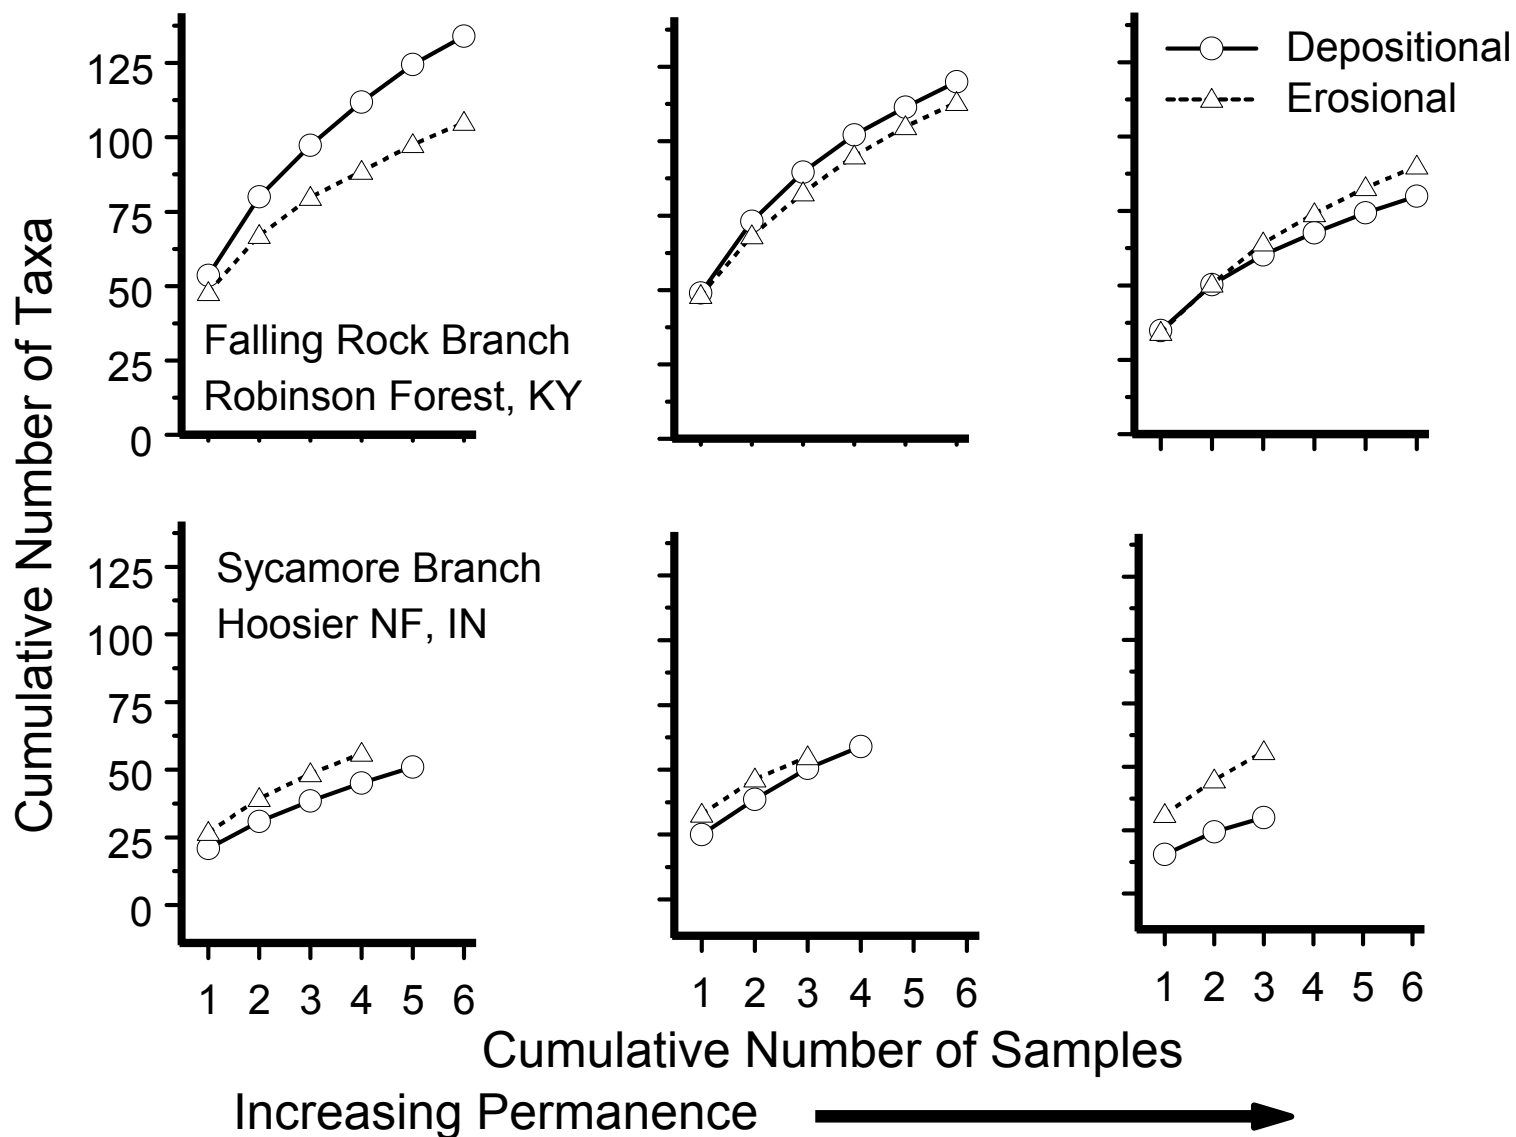 Cumulative Number of Taxa
125
100
75
50
25
0
Falling Rock Branch
Robinson Forest, KY
Depositional
Erosional
125
100
75
50
25
0
Sycamore Branch
Hoosier NF, IN
1 2 3 4 5 6
1 2 3 4 5 6
1 2 3 4 5 6
Cumulative Number of Samples
Increasing Permanence